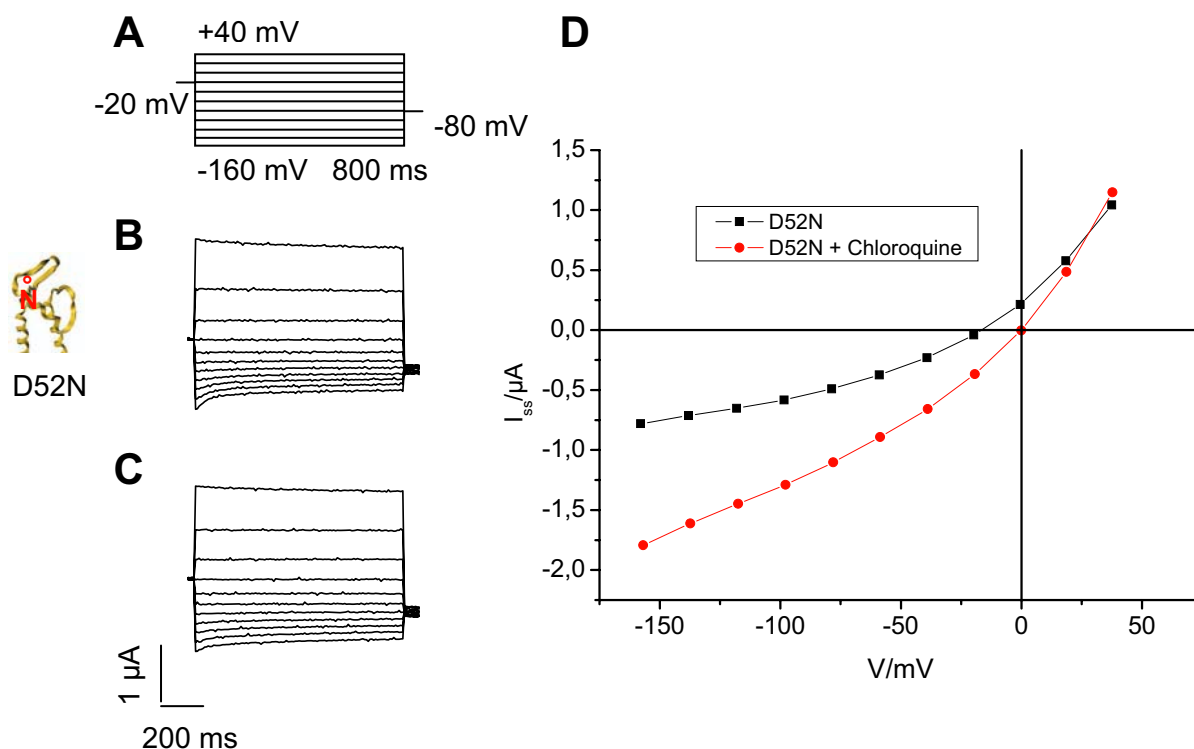 A
+40 mV
-20 mV
-80 mV
-160 mV
800 ms
B
N
D52N
C
1 µA
200 ms
D
D52N
D52N + Chloroquine
1,5
1,0
0,5
0,0
-0,5
-1,0
-1,5
-2,0
Iss/µA
-150
-100
-50
0
50
V/mV